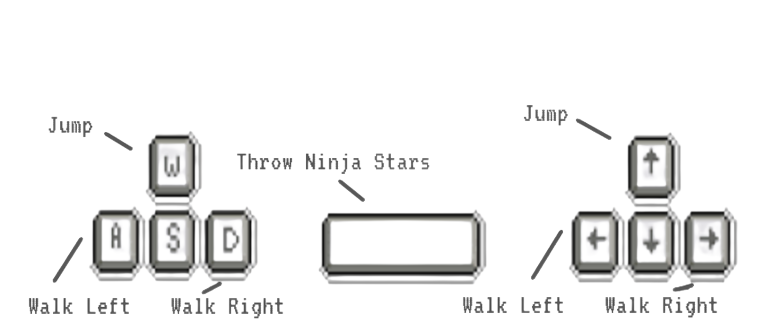 Jump
W
Throw Ninja Stars
A S D
Walk Left
Walk Right
Jump
↑
← ↓ →
Walk Left
Walk Right